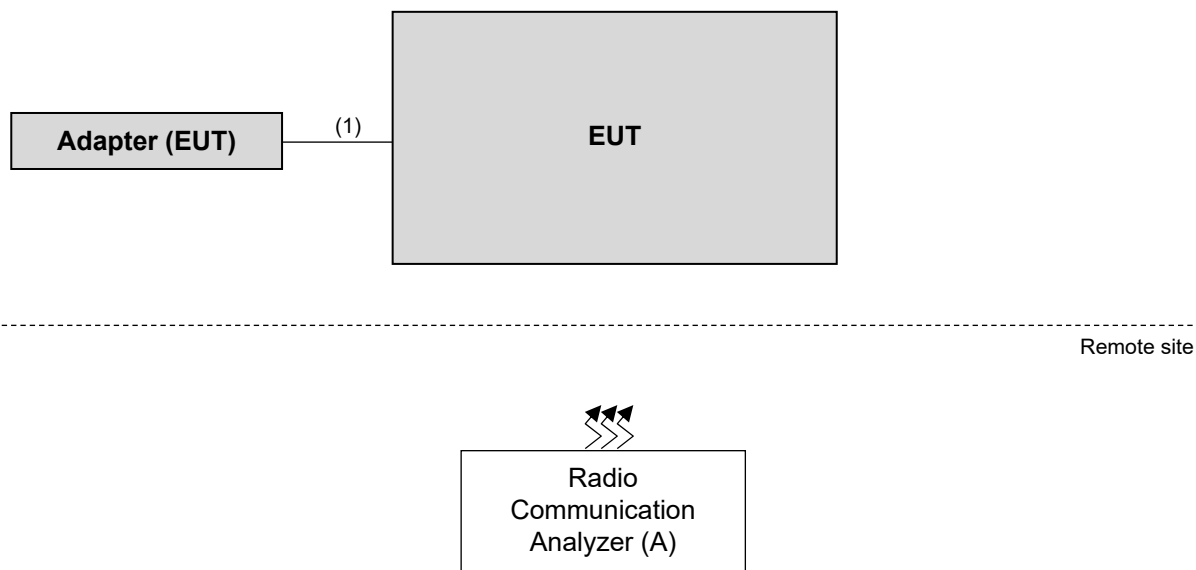 Adapter (EUT)
(1)
EUT
Remote site
Radio
Communication
Analyzer (A)